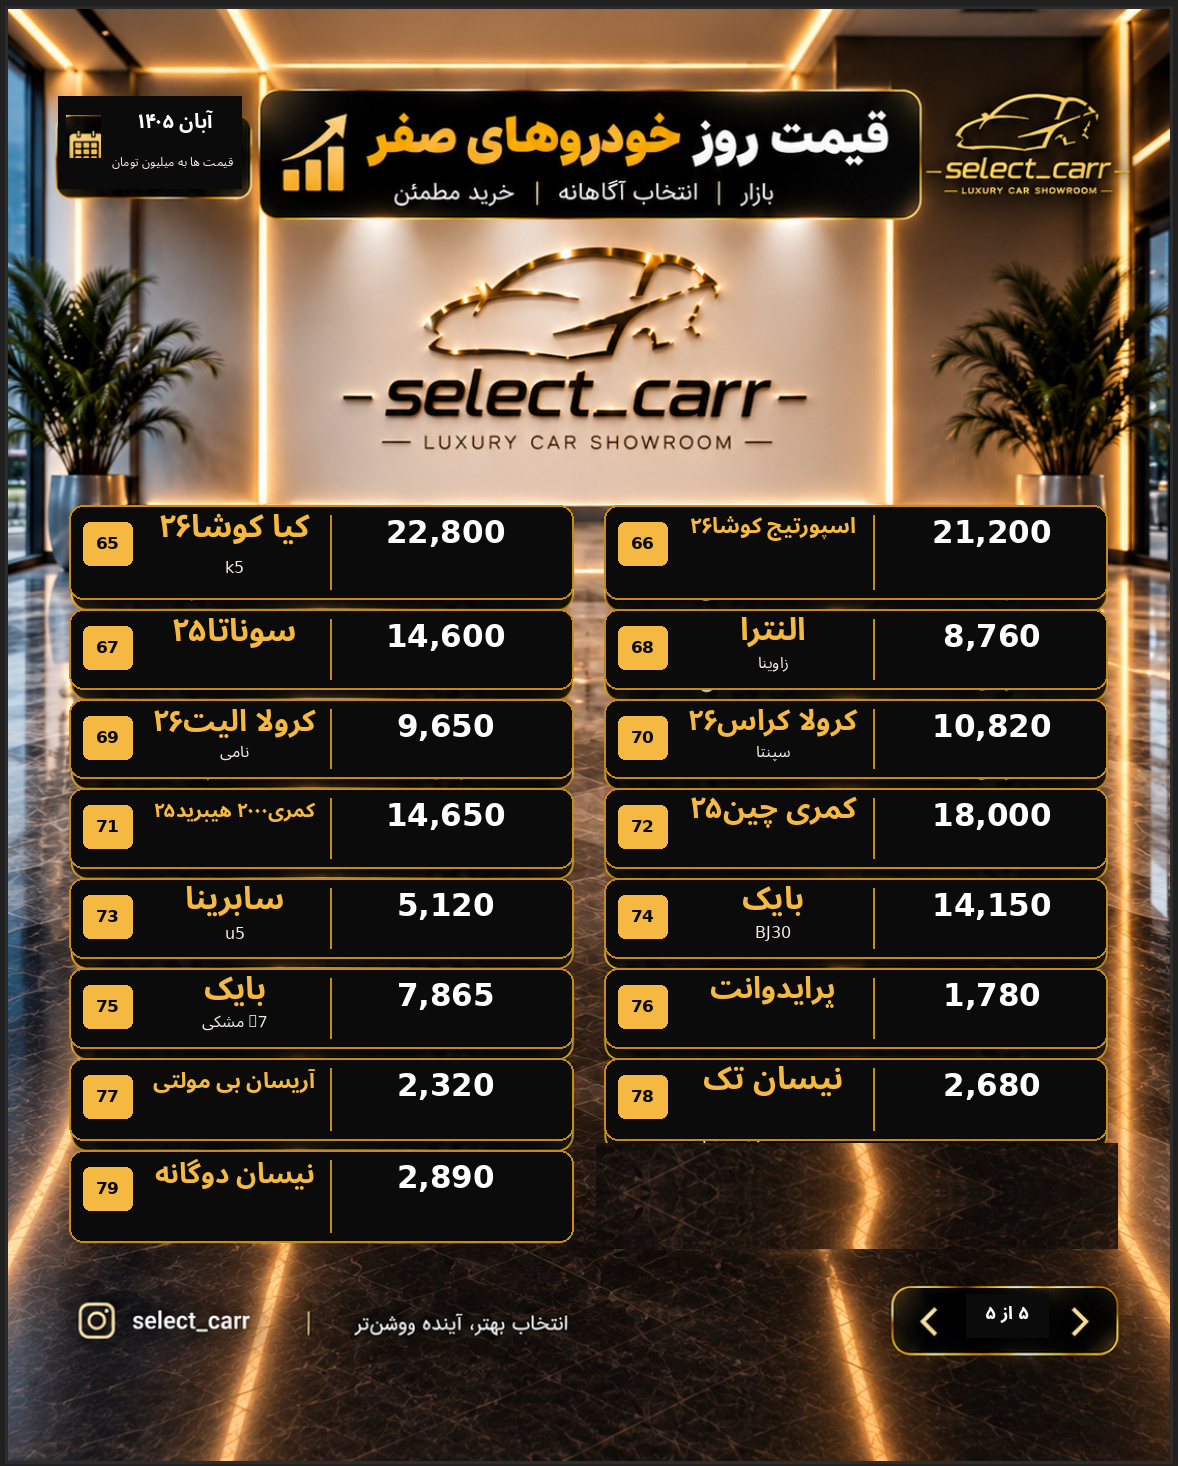 آبان ۱۴۰۵
قیمت ها به میلیون تومان
قیمت روز خودروهای صفر
بازار | انتخاب آگاهانه | خرید مطمئن
select_carr
LUXURY CAR SHOWROOM
select_carr
LUXURY CAR SHOWROOM
65 کیا کوشا۲۶ 22,800
k5
66 اسپورتیج کوشا۲۶ 21,200
67 سوناتا۲۵ 14,600
68 النترا 8,760
زاوینا
69 کرولا الیت۲۶ 9,650
نامی
70 کرولا کراس۲۶ 10,820
سپنتا
71 کمری۲۰۰۰ هیبرید۲۵ 14,650
72 کمری چین۲۵ 18,000
73 سابرینا 5,120
u5
74 بایک 14,150
BJ30
75 بایک 7,865
7 مشکی
76 پرایدوانت 1,780
77 آریسان بی مولتی 2,320
78 نیسان تک 2,680
79 نیسان دوگانه 2,890
select_carr | انتخاب بهتر، آینده ووشن‌تر
۵ از ۵